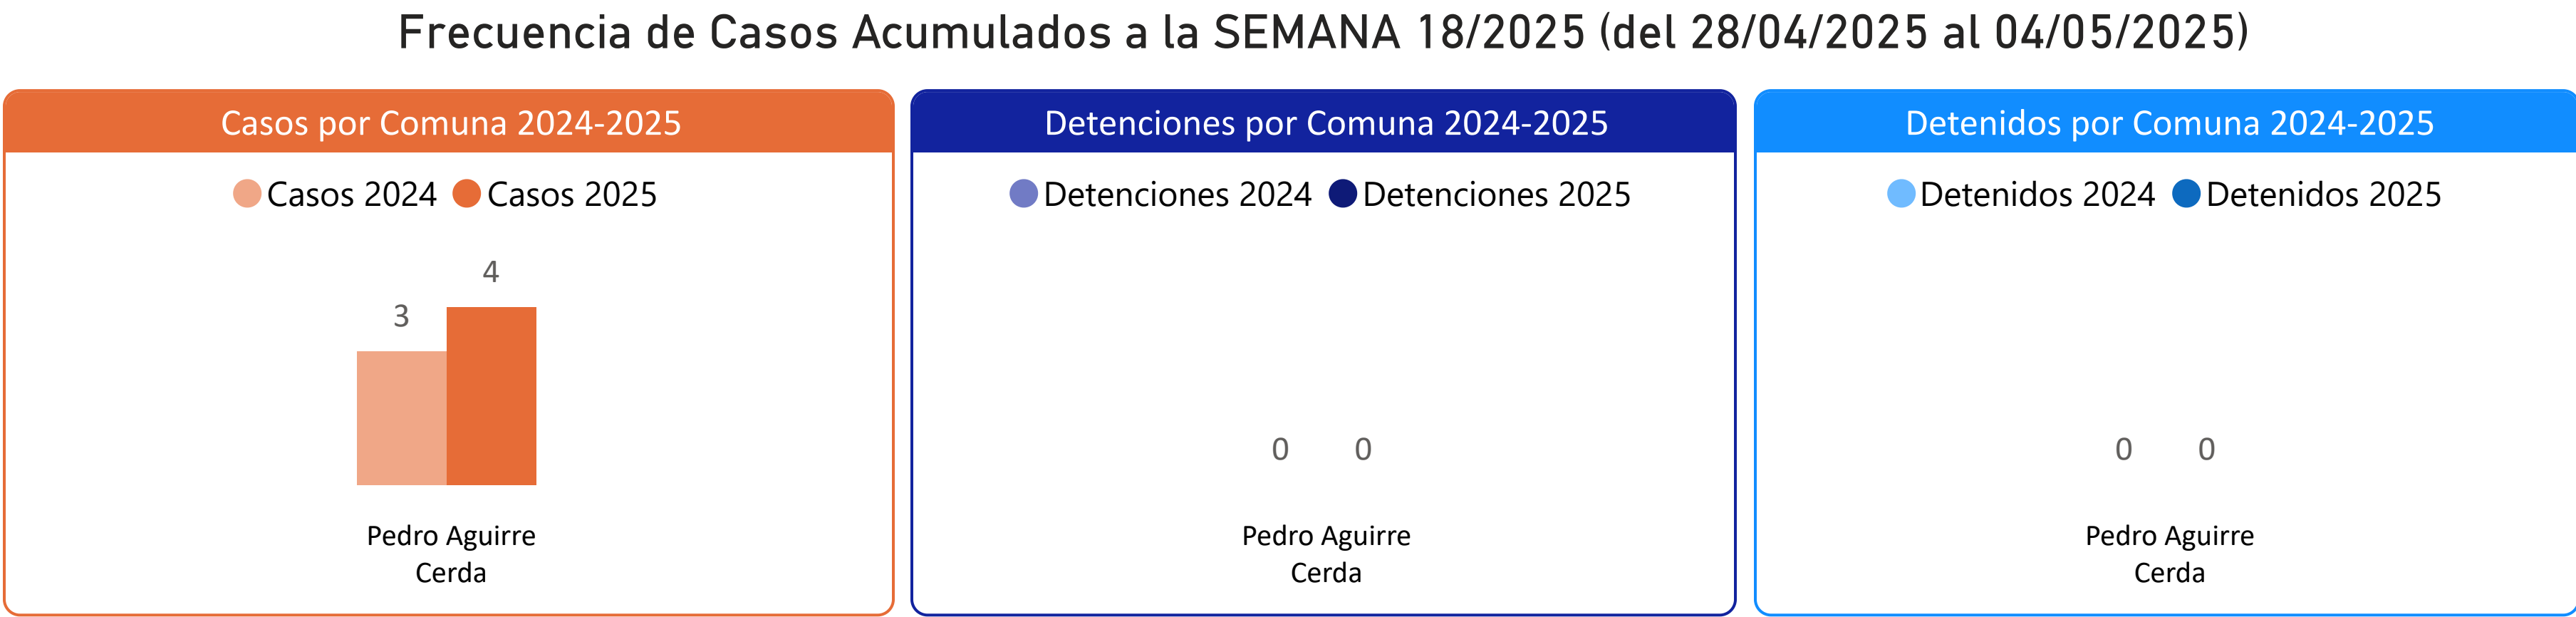 Frecuencia de Casos Acumulados a la SEMANA 18/2025 (del 28/04/2025 al 04/05/2025)
Casos por Comuna 2024-2025
Casos 2024 Casos 2025
3
4
Pedro Aguirre
Cerda
Detenciones por Comuna 2024-2025
Detenciones 2024 Detenciones 2025
0 0
Pedro Aguirre
Cerda
Detenidos por Comuna 2024-2025
Detenidos 2024 Detenidos 2025
0 0
Pedro Aguirre
Cerda